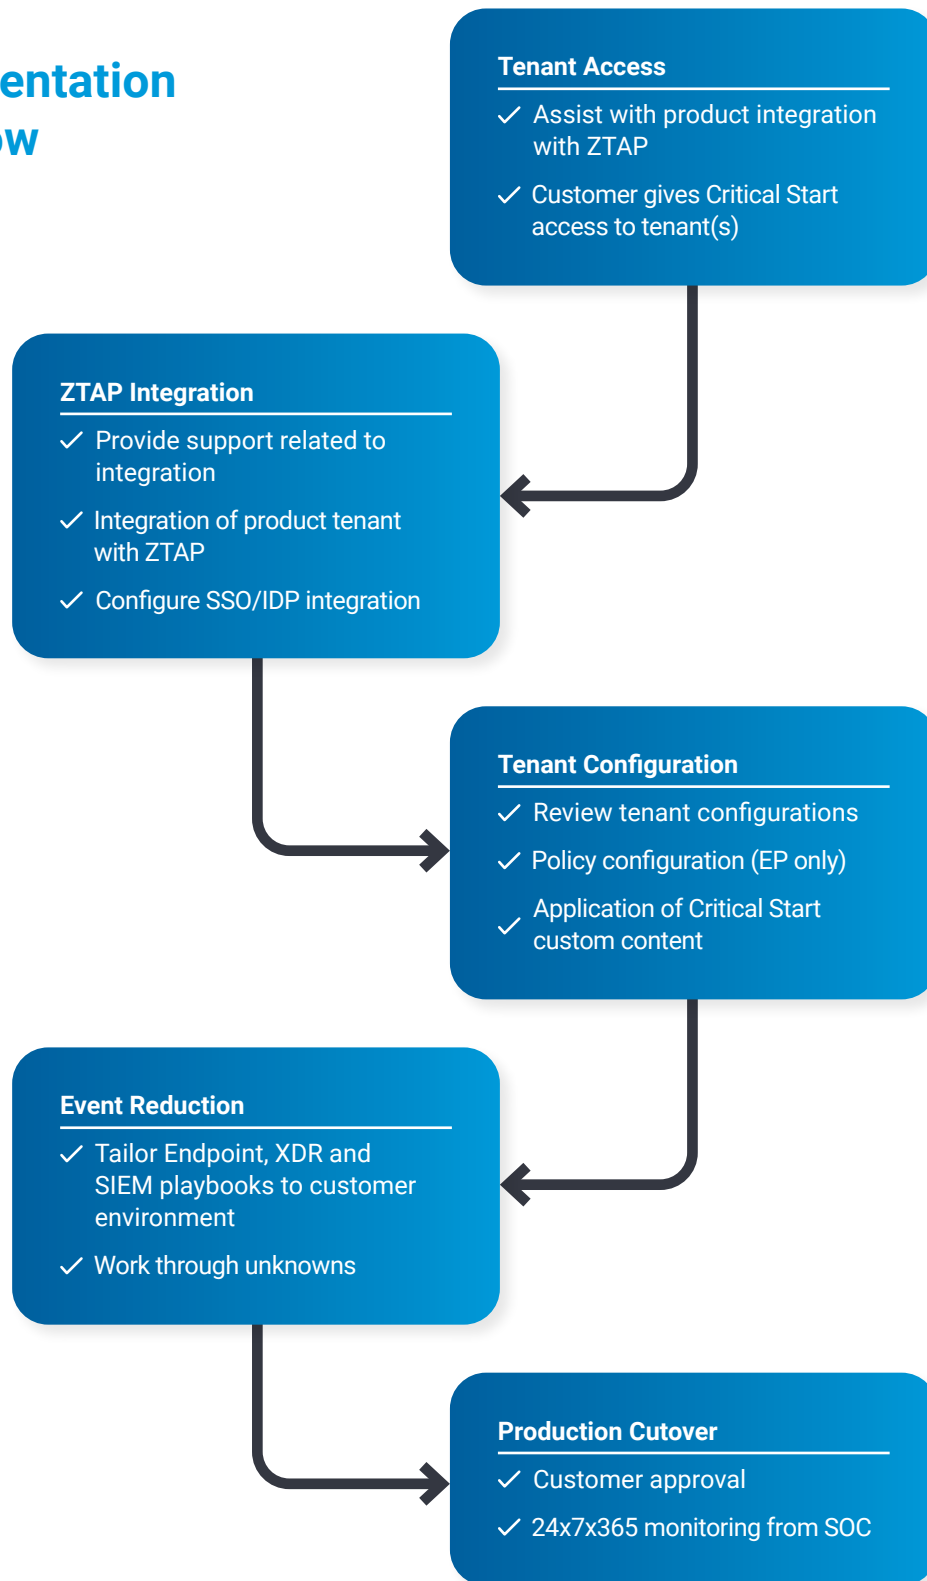 entation
ow
Tenant Access
Assist with product integration
with ZTAP
Customer gives Critical Start
access to tenant(s)
ZTAP Integration
Provide support related to
integration
Integration of product tenant
with ZTAP
Configure SSO/IDP integration
Tenant Configuration
Review tenant configurations
Policy configuration (EP only)
Application of Critical Start
custom content
Event Reduction
Tailor Endpoint, XDR and
SIEM playbooks to customer
environment
Work through unknowns
Production Cutover
Customer approval
24x7x365 monitoring from SOC